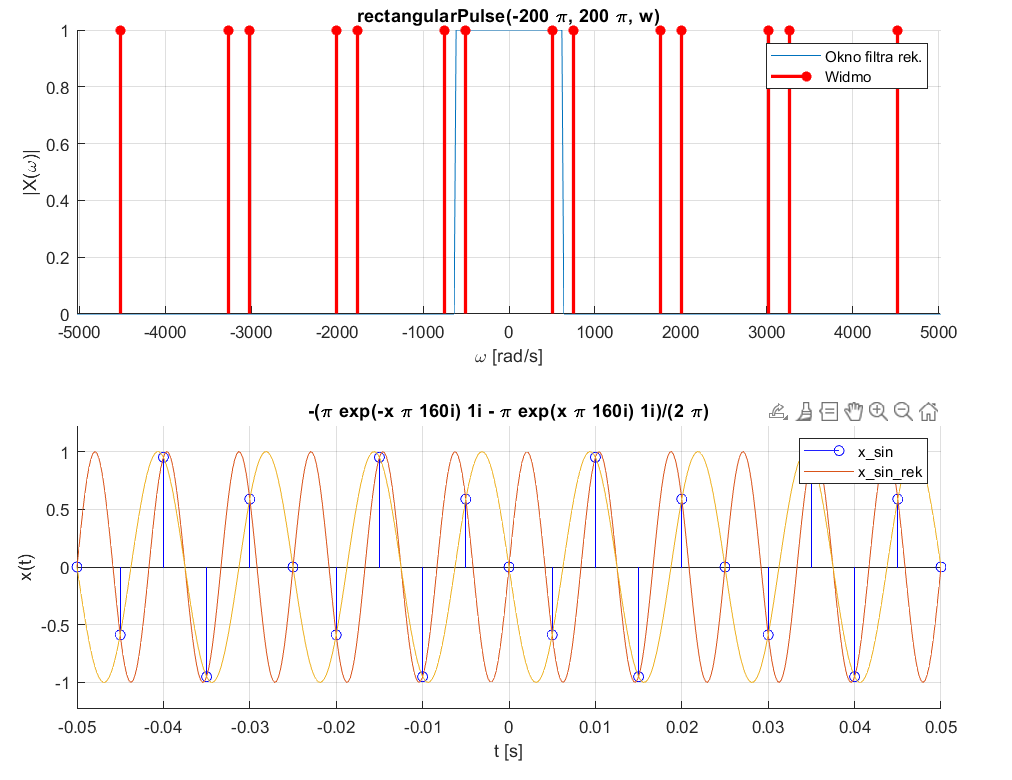 rectangularPulse(-200 π, 200 π, w)
1
0.8
0.6
0.4
0.2
0
|X(ω)|
Okno filtra rek.
Widmo
-5000 -4000 -3000 -2000 -1000 0 1000 2000 3000 4000 5000
ω [rad/s]
-(π exp(-x π 160i) 1i - π exp(x π 160i) 1i)/(2 π)
1
0.5
0
-0.5
-1
x(t)
x_sin
x_sin_rek
-0.05 -0.04 -0.03 -0.02 -0.01 0 0.01 0.02 0.03 0.04 0.05
t [s]